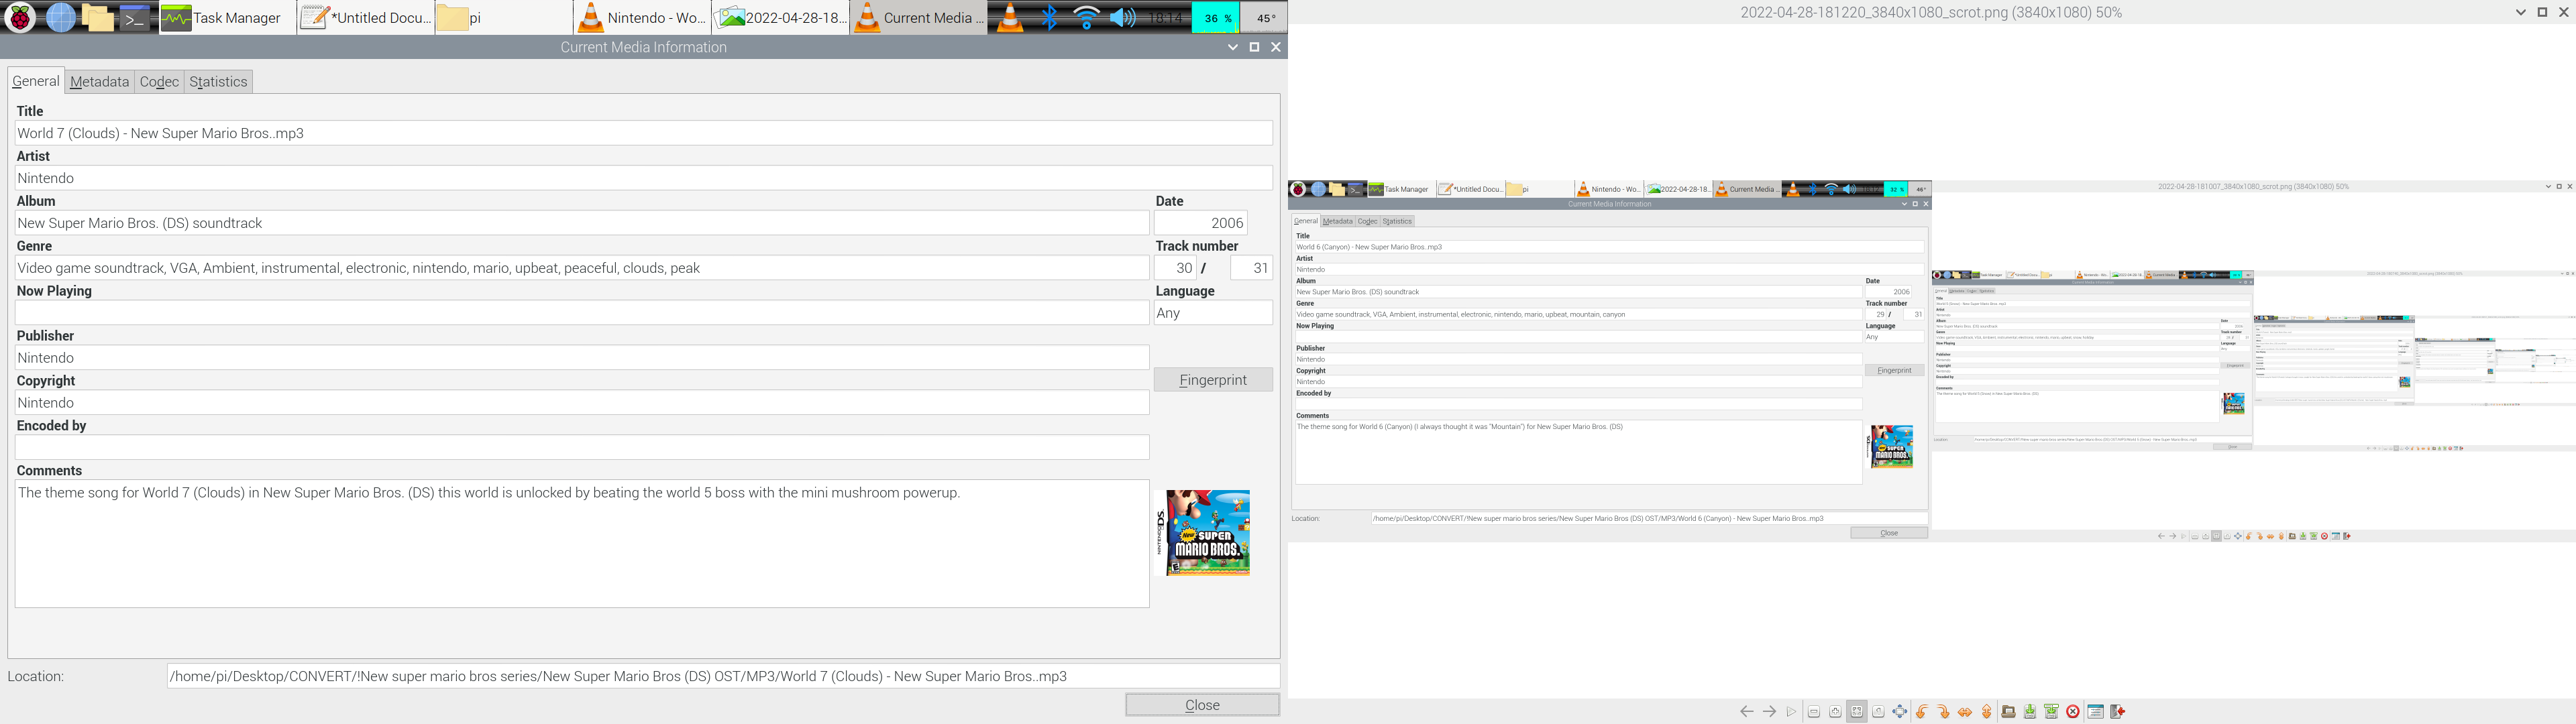 Task Manager
*Untitled Docu...
pi
Nintendo - Wo...
2022-04-28-18...
Current Media ...
18:14
36 %
45°
Current Media Information
General
Metadata
Codec
Statistics
Title
World 7 (Clouds) - New Super Mario Bros..mp3
Artist
Nintendo
Album
Date
New Super Mario Bros. (DS) soundtrack
2006
Genre
Track number
Video game soundtrack, VGA, Ambient, instrumental, electronic, nintendo, mario, upbeat, peaceful, clouds, peak
30 / 31
Now Playing
Language
Any
Publisher
Nintendo
Copyright
Fingerprint
Nintendo
Encoded by
Comments
The theme song for World 7 (Clouds) in New Super Mario Bros. (DS) this world is unlocked by beating the world 5 boss with the mini mushroom powerup.
NINTENDO DS
New SUPER
MARIO BROS.
Location:
/home/pi/Desktop/CONVERT/!New super mario bros series/New Super Mario Bros (DS) OST/MP3/World 7 (Clouds) - New Super Mario Bros..mp3
Close
2022-04-28-181220_3840x1080_scrot.png (3840x1080) 50%
Task Manager
*Untitled Docu...
pi
Nintendo - Wo...
2022-04-28-18...
Current Media ...
32 %
46°
2022-04-28-181007_3840x1080_scrot.png (3840x1080) 50%
Current Media Information
General
Metadata
Codec
Statistics
Title
World 6 (Canyon) - New Super Mario Bros..mp3
Artist
Nintendo
Album
Date
New Super Mario Bros. (DS) soundtrack
2006
Genre
Track number
Video game soundtrack, VGA, Ambient, instrumental, electronic, nintendo, mario, upbeat, mountain, canyon
29 / 31
Now Playing
Language
Any
Publisher
Nintendo
Copyright
Fingerprint
Nintendo
Encoded by
Comments
The theme song for World 6 (Canyon) (I always thought it was "Mountain") for New Super Mario Bros. (DS)
SUPER
MARIO BROS.
Location:
/home/pi/Desktop/CONVERT/!New super mario bros series/New Super Mario Bros (DS) OST/MP3/World 6 (Canyon) - New Super Mario Bros..mp3
Close